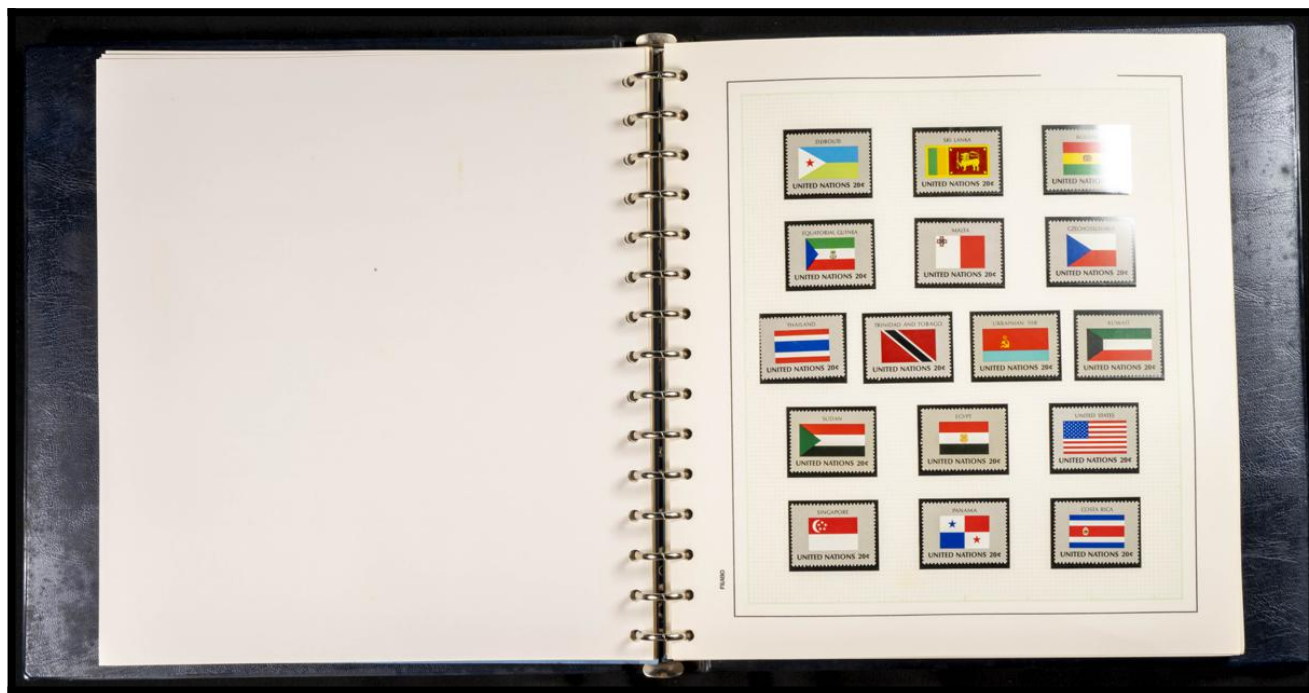 DJIBOUTI
UNITED NATIONS 20¢
SRI LANKA
UNITED NATIONS 20¢
UNITED
EQUATORIAL GUINEA
UNITED NATIONS 20¢
MALTA
UNITED NATIONS 20¢
CZECHOSLOVAKIA
UNITED NATIONS 20¢
THAILAND
UNITED NATIONS 20¢
TRINIDAD AND TOBAGO
UNITED NATIONS 20¢
UKRAINIAN SSR
UNITED NATIONS 20¢
KUWAIT
UNITED NATIONS 20¢
SUDAN
UNITED NATIONS 20¢
EGYPT
UNITED NATIONS 20¢
UNITED STATES
UNITED NATIONS 20¢
SINGAPORE
UNITED NATIONS 20¢
PANAMA
UNITED NATIONS 20¢
COSTA RICA
UNITED NATIONS 20¢